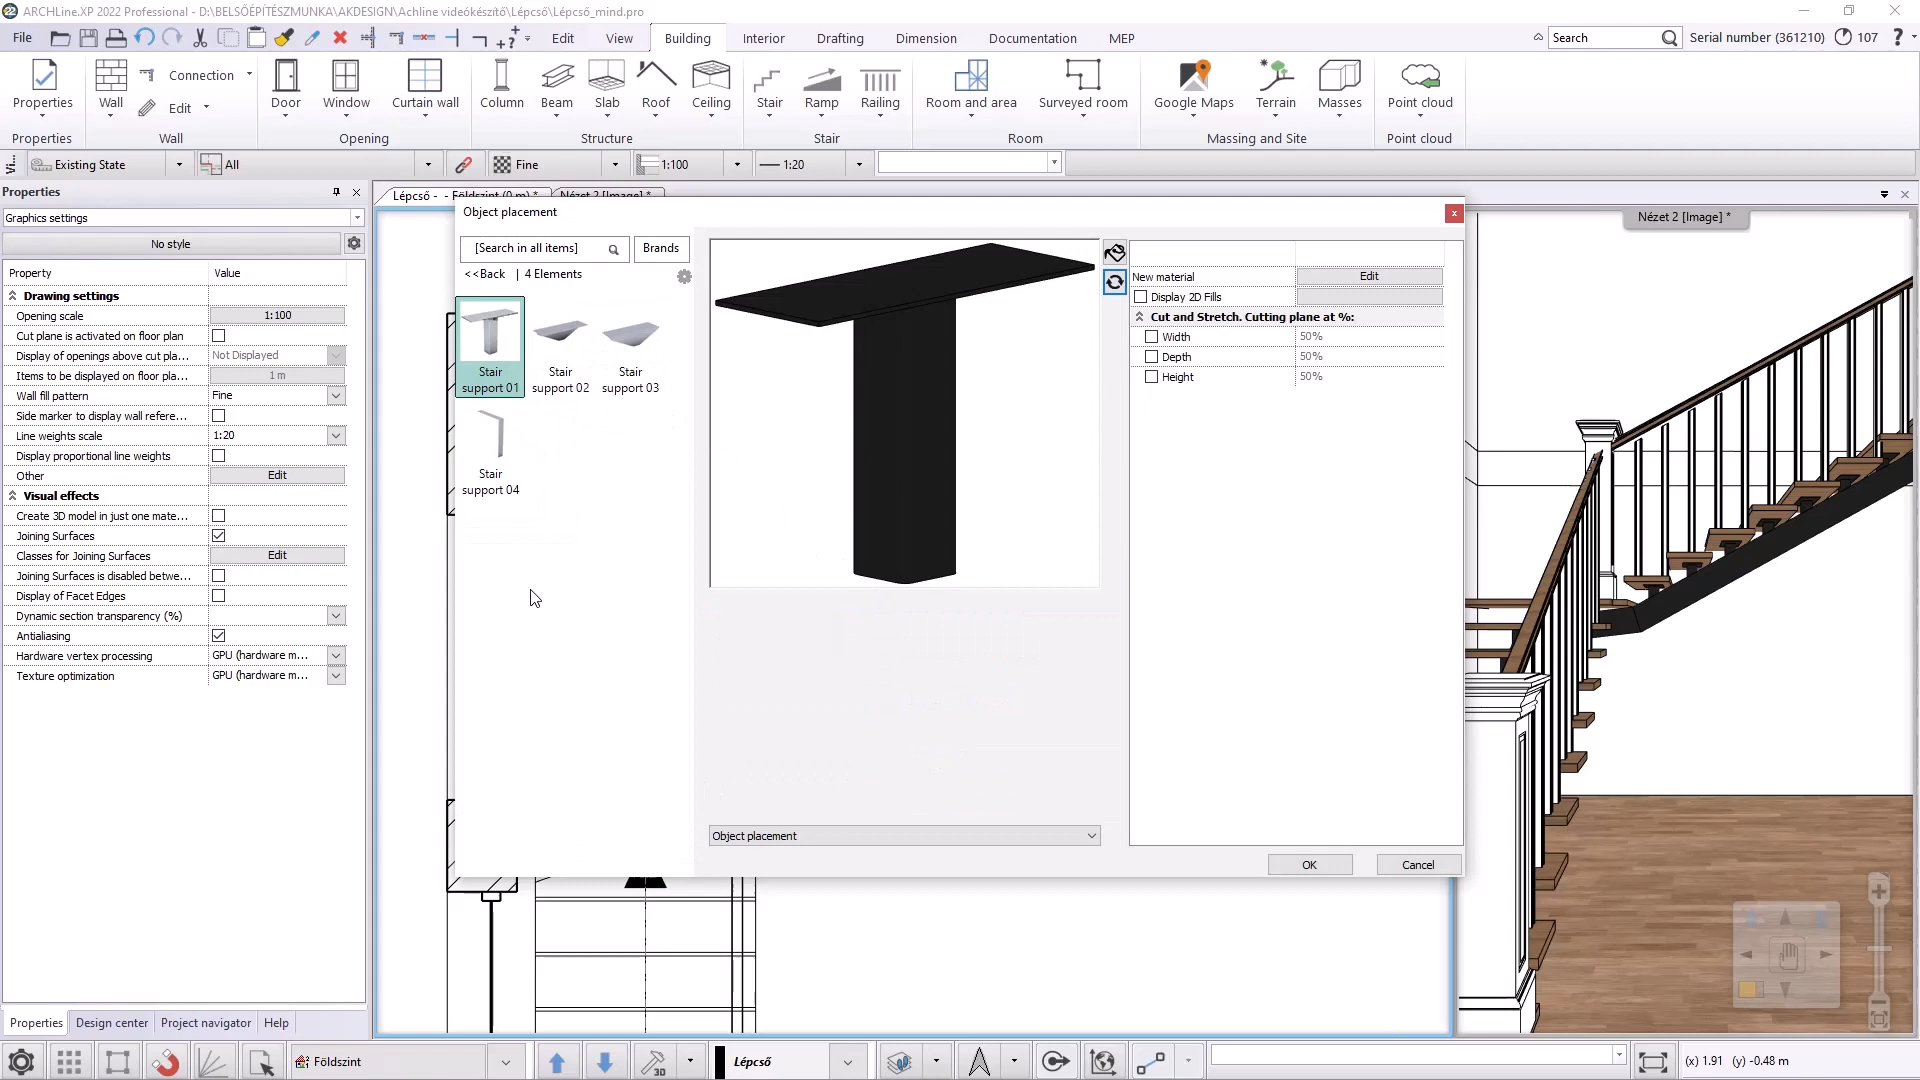 ARCHLine.XP 2022 Professional - D:\BELSŐÉPÍTÉSZMUNKA\AKDESIGN\Achline videókészítő\Lépcső\Lépcső_mind.pro
File Edit View Building Interior Drafting Dimension Documentation MEP Search Serial number (361210) 107 ?
Properties Wall Connection Edit Door Window Curtain wall Column Beam Slab Roof Ceiling Stair Ramp Railing Room and area Surveyed room Google Maps Terrain Masses Point cloud
Properties Wall Opening Structure Stair Room Massing and Site Point cloud
Existing State All Fine 1:100 1:20
Properties
Graphics settings
No style
Property Value
Drawing settings
Opening scale 1:100
Cut plane is activated on floor plan
Display of openings above cut pla... Not Displayed
Items to be displayed on floor pla... 1 m
Wall fill pattern Fine
Side marker to display wall refere...
Line weights scale 1:20
Display proportional line weights
Other Edit
Visual effects
Create 3D model in just one mate...
Joining Surfaces
Classes for Joining Surfaces Edit
Joining Surfaces is disabled betwe...
Display of Facet Edges
Dynamic section transparency (%)
Antialiasing
Hardware vertex processing GPU (hardware m...
Texture optimization GPU (hardware m...
Properties Design center Project navigator Help
Lépcső - - Földszint (0 m) * Nézet 2 [Image] *
Nézet 2 [Image] *
Object placement
[Search in all items] Brands
<<Back | 4 Elements
Stair support 01
Stair support 02
Stair support 03
Stair support 04
Object placement
New material Edit
Display 2D Fills
Cut and Stretch. Cutting plane at %:
Width 50%
Depth 50%
Height 50%
OK Cancel
Földszint 3D Lépcső (x) 1.91 (y) -0.48 m